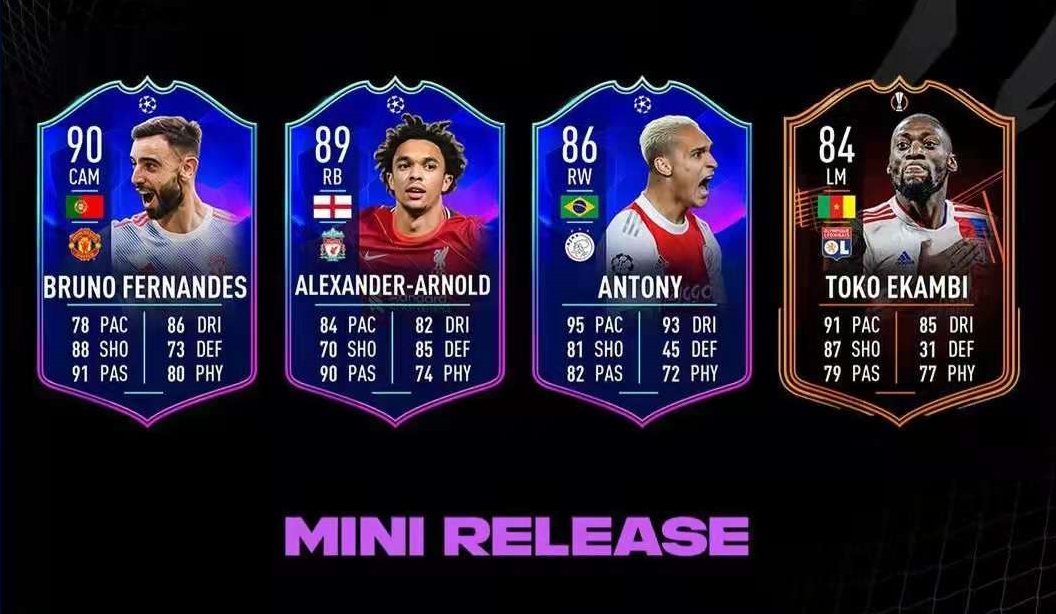 90
CAM
BRUNO FERNANDES
78 PAC 86 DRI
88 SHO 73 DEF
91 PAS 80 PHY
89
RB
ALEXANDER-ARNOLD
84 PAC 82 DRI
70 SHO 85 DEF
90 PAS 74 PHY
86
RW
ANTONY
95 PAC 93 DRI
81 SHO 45 DEF
82 PAS 72 PHY
84
LM
OLYMPIQUE
LYONNAIS
OL
TOKO EKAMBI
91 PAC 85 DRI
87 SHO 31 DEF
79 PAS 77 PHY
MINI RELEASE